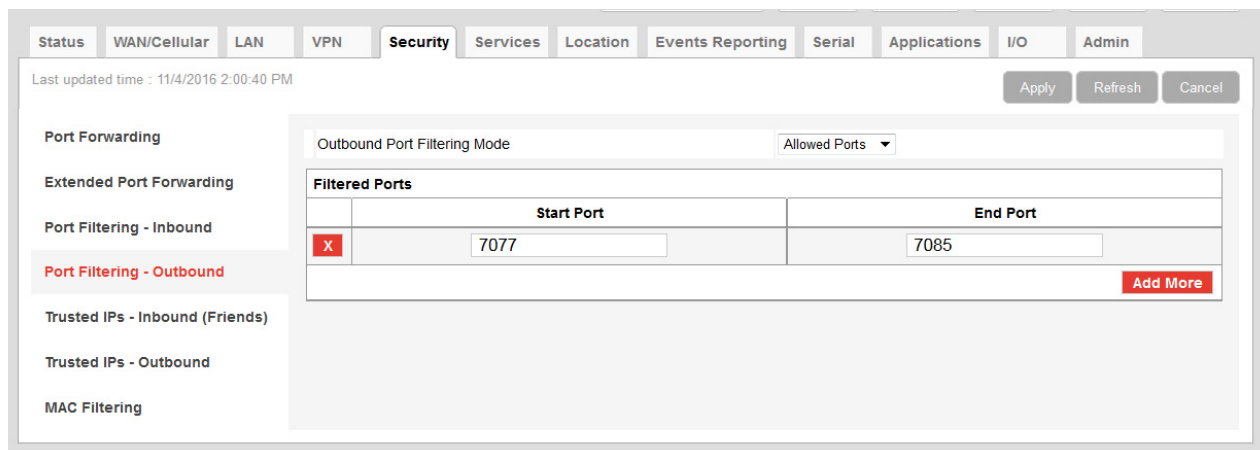 Status WAN/Cellular LAN VPN Security Services Location Events Reporting Serial Applications I/O Admin
Last updated time : 11/4/2016 2:00:40 PM
Apply Refresh Cancel
Port Forwarding
Extended Port Forwarding
Port Filtering - Inbound
Port Filtering - Outbound
Trusted IPs - Inbound (Friends)
Trusted IPs - Outbound
MAC Filtering
Outbound Port Filtering Mode Allowed Ports
Filtered Ports
Start Port End Port
X 7077 7085
Add More